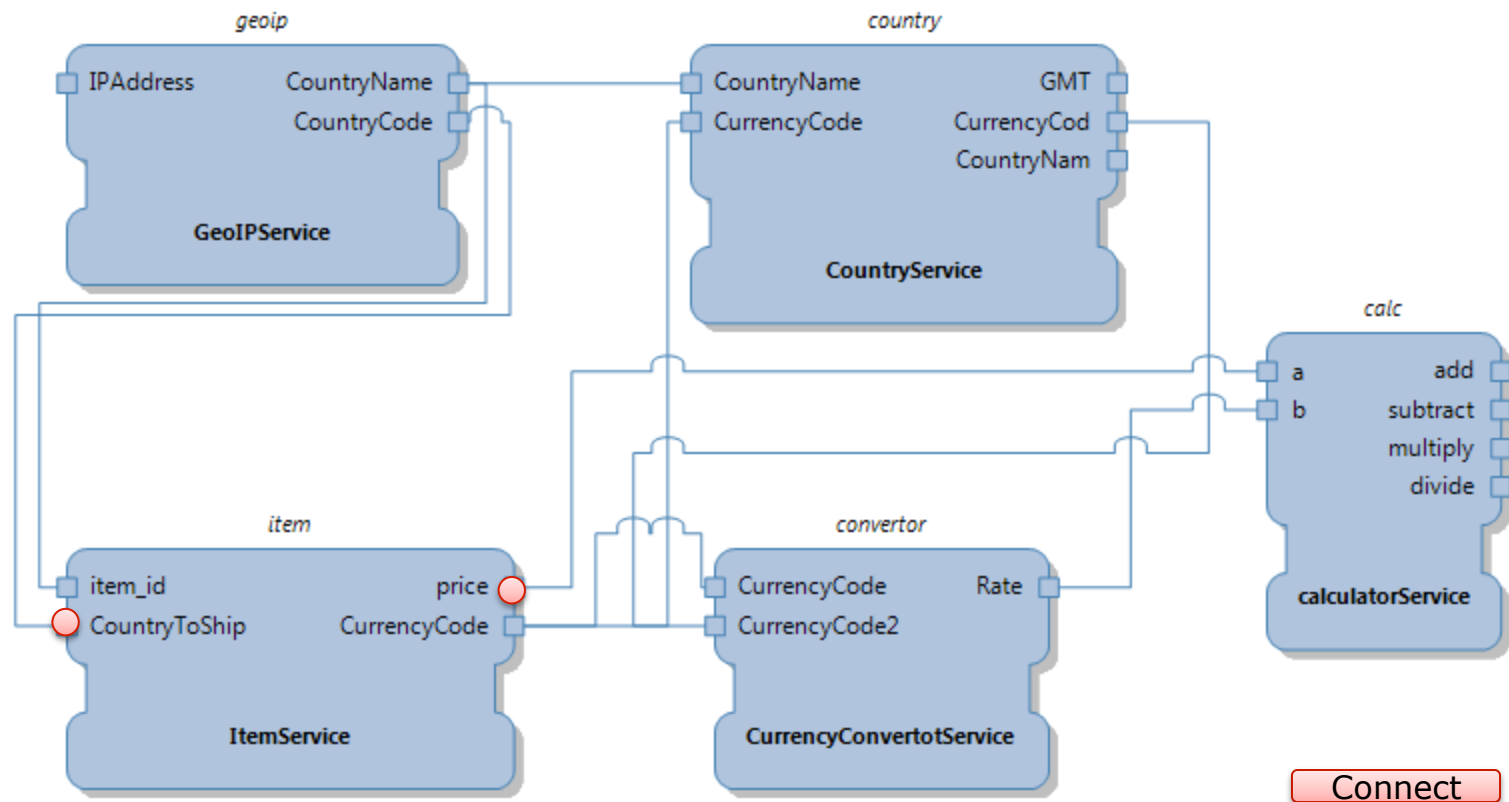 geoip
IPAddress
CountryName
CountryCode
GeoIPService
country
CountryName
GMT
CurrencyCode
CurrencyCod
CountryNam
CountryService
calc
a
add
b
subtract
multiply
divide
calculatorService
item
item_id
price
CountryToShip
CurrencyCode
ItemService
convertor
CurrencyCode
Rate
CurrencyCode2
CurrencyConvertotService
Connect